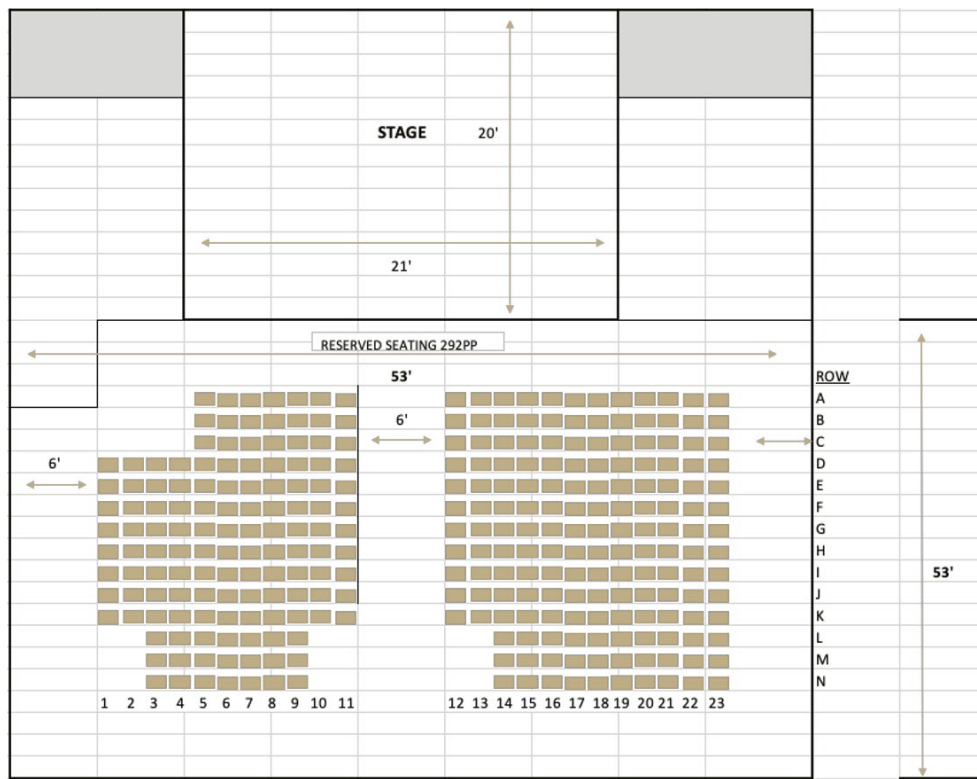 STAGE 20'
21'
RESERVED SEATING 292PP
53'
ROW
A
6' B
C
6' D
E
F
G
H
I
J 53'
K
L
M
N
1 2 3 4 5 6 7 8 9 10 11 12 13 14 15 16 17 18 19 20 21 22 23